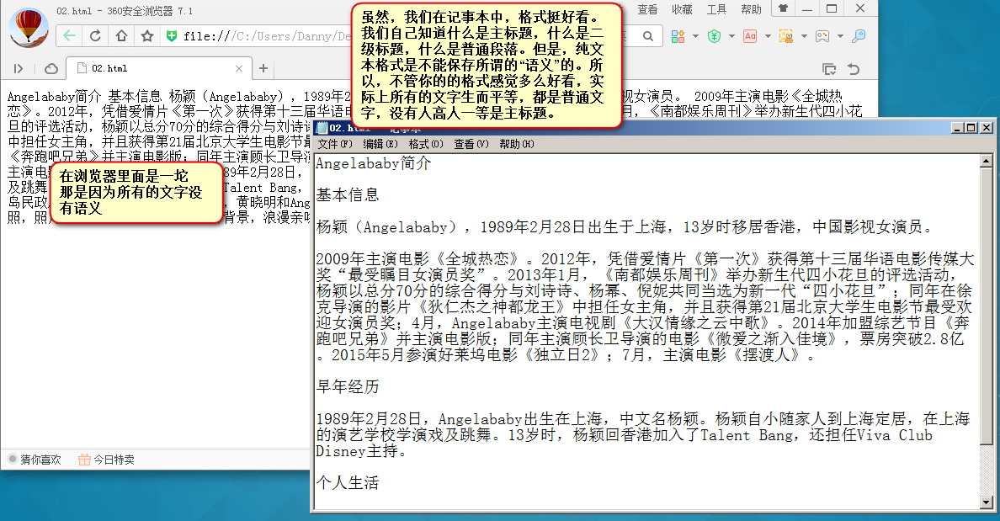 02.html - 360安全浏览器 7.1
查看 收藏 工具 帮助
file:///C:/Users/Danny/De
02.html
虽然，我们在记事本中，格式挺好看。
我们自己知道什么是主标题，什么是二
级标题，什么是普通段落。但是，纯文
本格式是不能保存所谓的“语义”的。所
以，不管你的的格式感觉多么好看，实
际上所有的文字生而平等，都是普通文
字，没有人高人一等是主标题。
Angelababy简介 基本信息 杨颖（Angelababy），1989年2 视女演员。 2009年主演电影《全城热
恋》。2012年，凭借爱情片《第一次》获得第十三届华语电 月，《南都娱乐周刊》举办新生代四小花
旦的评选活动，杨颖以总分70分的综合得分与刘诗诗
中担任女主角，并且获得第21届北京大学生电影节最
《奔跑吧兄弟》并主演电影版；同年主演顾长卫导演
主演电 89年2月28日，
及跳舞 Talent Bang，
岛民政 ，黄晓明和Ang
照，照 背景，浪漫亲吻
在浏览器里面是一坨
那是因为所有的文字没
有语义
02.html - 记事本
文件(F) 编辑(E) 格式(O) 查看(V) 帮助(H)
Angelababy简介
基本信息
杨颖（Angelababy），1989年2月28日出生于上海，13岁时移居香港，中国影视女演员。
2009年主演电影《全城热恋》。2012年，凭借爱情片《第一次》获得第十三届华语电影传媒大
奖“最受瞩目女演员奖”。2013年1月，《南都娱乐周刊》举办新生代四小花旦的评选活动，
杨颖以总分70分的综合得分与刘诗诗、杨幂、倪妮共同当选为新一代“四小花旦”；同年在徐
克导演的影片《狄仁杰之神都龙王》中担任女主角，并且获得第21届北京大学生电影节最受欢
迎女演员奖；4月，Angelababy主演电视剧《大汉情缘之云中歌》。2014年加盟综艺节目《奔
跑吧兄弟》并主演电影版；同年主演顾长卫导演的电影《微爱之渐入佳境》，票房突破2.8亿
。2015年5月参演好莱坞电影《独立日2》；7月，主演电影《摆渡人》。
早年经历
1989年2月28日，Angelababy出生在上海，中文名杨颖。杨颖自小随家人到上海定居，在上海
的演艺学校学演戏及跳舞。13岁时，杨颖回香港加入了Talent Bang，还担任Viva Club
Disney主持。
个人生活
猜你喜欢 今日特卖